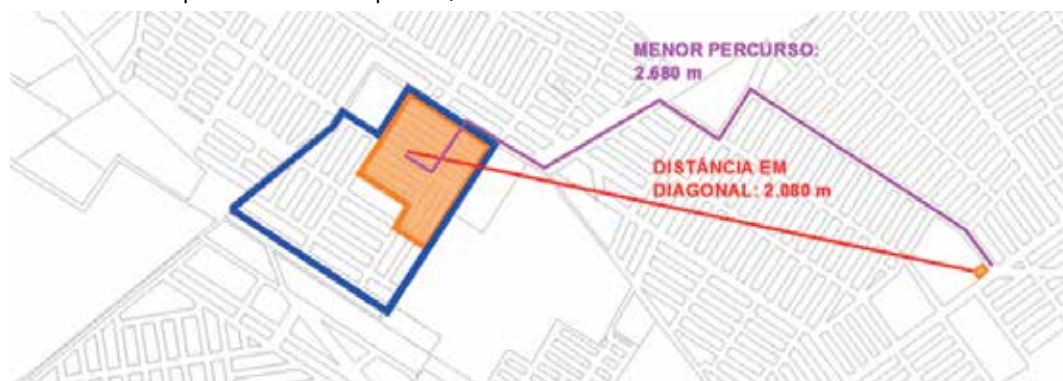 MENOR PERCURSO:
2.680 m
DISTÂNCIA EM
DIAGONAL: 2.080 m